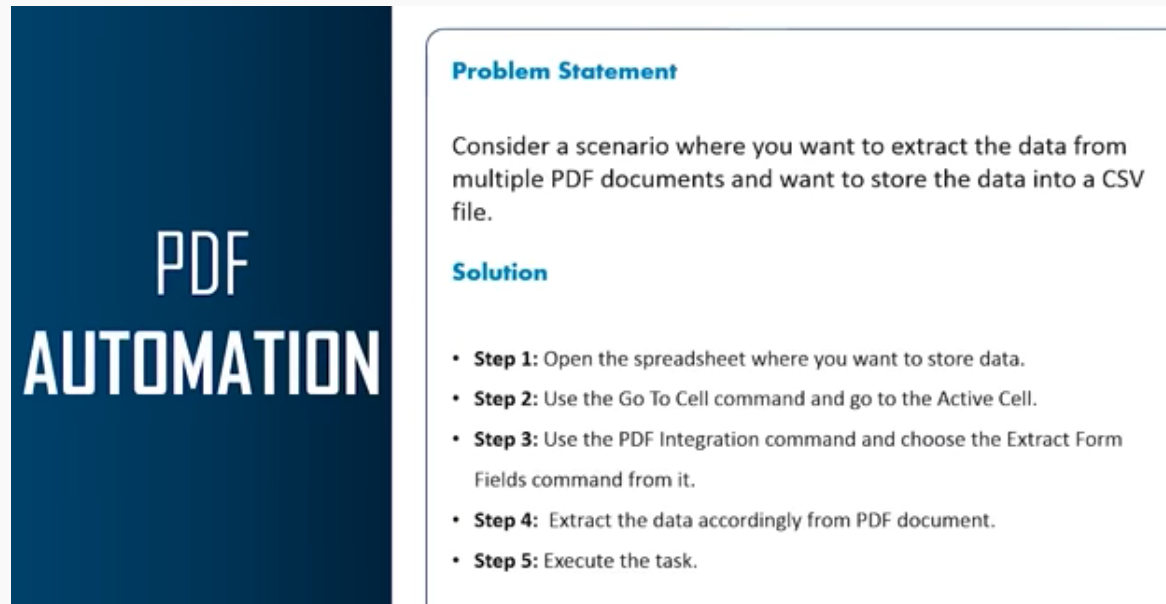 PDF
AUTOMATION
Problem Statement
Consider a scenario where you want to extract the data from
multiple PDF documents and want to store the data into a CSV
file.
Solution
• Step 1: Open the spreadsheet where you want to store data.
• Step 2: Use the Go To Cell command and go to the Active Cell.
• Step 3: Use the PDF Integration command and choose the Extract Form
Fields command from it.
• Step 4: Extract the data accordingly from PDF document.
• Step 5: Execute the task.